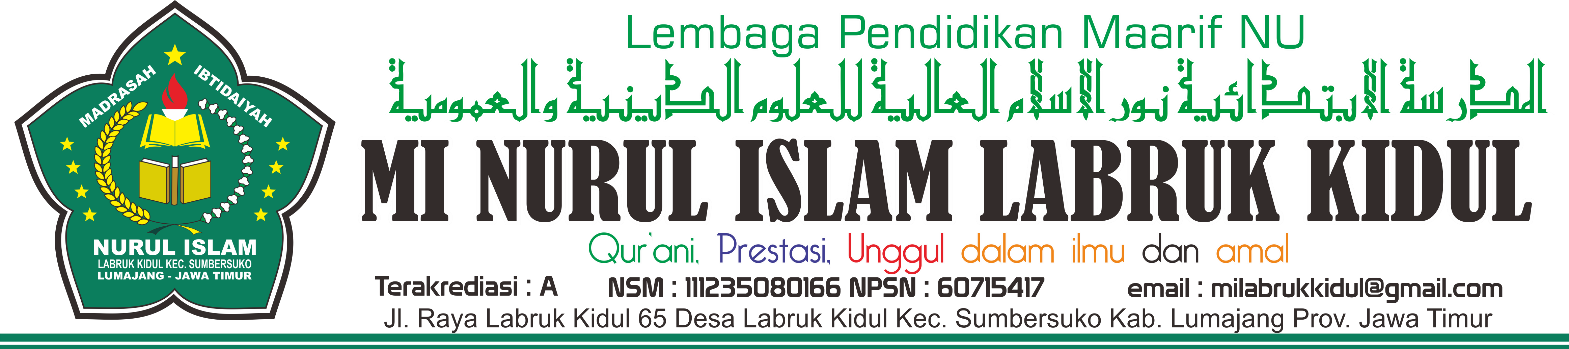 MADRASAH IBTIDAIYAH
NURUL ISLAM
LABRUK KIDUL KEC. SUMBERSUKO
LUMAJANG - JAWA TIMUR
Lembaga Pendidikan Maarif NU
المدرسة الإبتدائية نور الإسلام العالية للعلوم الدينية والعمومية
MI NURUL ISLAM LABRUK KIDUL
Qur'ani, Prestasi, Unggul dalam ilmu dan amal
Terakrediasi : A NSM : 111235080166 NPSN : 60715417 email : milabrukkidul@gmail.com
Jl. Raya Labruk Kidul 65 Desa Labruk Kidul Kec. Sumbersuko Kab. Lumajang Prov. Jawa Timur